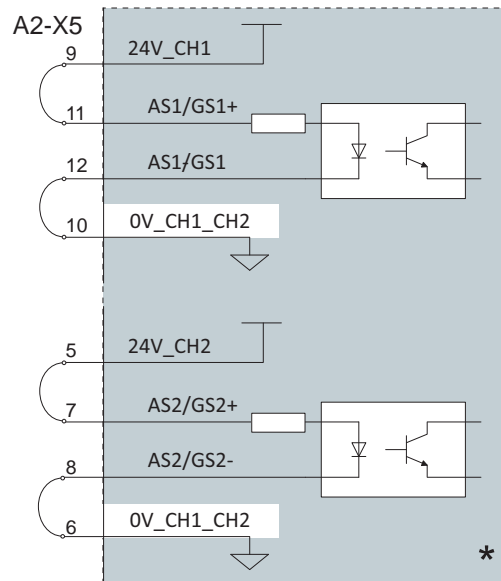 A2-X5
9 24V_CH1
11 AS1/GS1+
12 AS1/GS1
10 0V_CH1_CH2
5 24V_CH2
7 AS2/GS2+
8 AS2/GS2-
6 0V_CH1_CH2
*